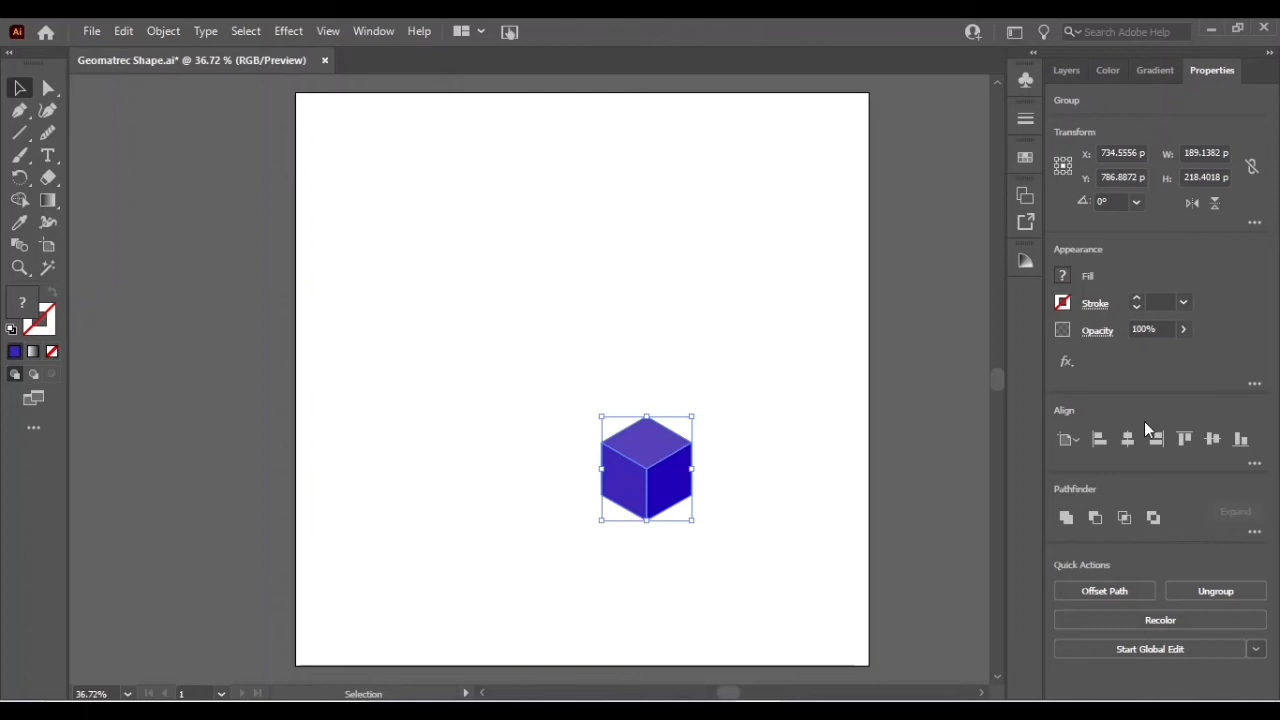 Ai File Edit Object Type Select Effect View Window Help Search Adobe Help
Geomatrec Shape.ai* @ 36.72 % (RGB/Preview) ×
Layers Color Gradient Properties
Group
Transform
X: 734.5556 p W: 189.1382 p
Y: 786.8872 p H: 218.4018 p
0°
Appearance
? Fill
Stroke
Opacity 100%
fx.
Align
Pathfinder
Expand
Quick Actions
Offset Path Ungroup
Recolor
Start Global Edit
T
?
36.72% 1 Selection